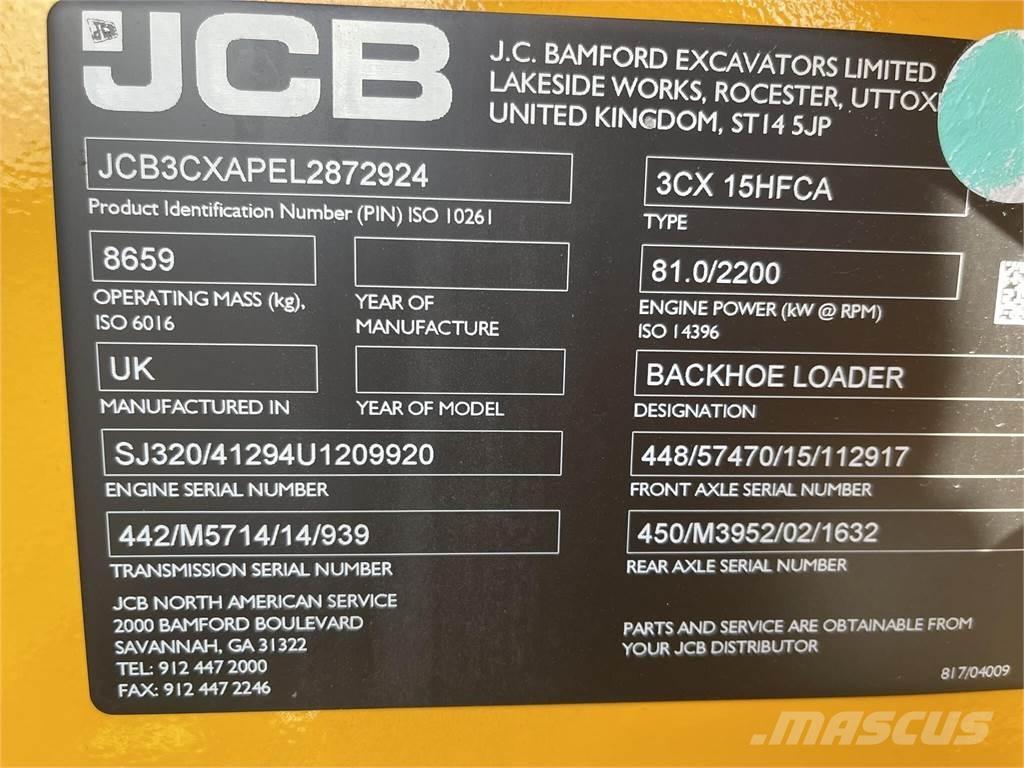 JCB
J.C. BAMFORD EXCAVATORS LIMITED
LAKESIDE WORKS, ROCESTER,
UNITED KINGDOM, ST14 5JP
JCB3CXAPEL2872924
Product Identification Number (PIN) ISO 10261
3CX 15HFCA
TYPE
8659
OPERATING MASS (kg),
ISO 6016
YEAR OF
MANUFACTURE
81.0/2200
ENGINE POWER (kW @ RPM)
ISO 14396
UK
MANUFACTURED IN
YEAR OF MODEL
BACKHOE LOADER
DESIGNATION
SJ320/41294U1209920
ENGINE SERIAL NUMBER
448/57470/15/112917
FRONT AXLE SERIAL NUMBER
442/M5714/14/939
TRANSMISSION SERIAL NUMBER
450/M3952/02/1632
REAR AXLE SERIAL NUMBER
JCB NORTH AMERICAN SERVICE
2000 BAMFORD BOULEVARD
SAVANNAH, GA 31322
TEL: 912 447 2000
FAX: 912 447 2246
PARTS AND SERVICE ARE OBTAINABLE FROM
YOUR JCB DISTRIBUTOR
817/04009
MASCUS